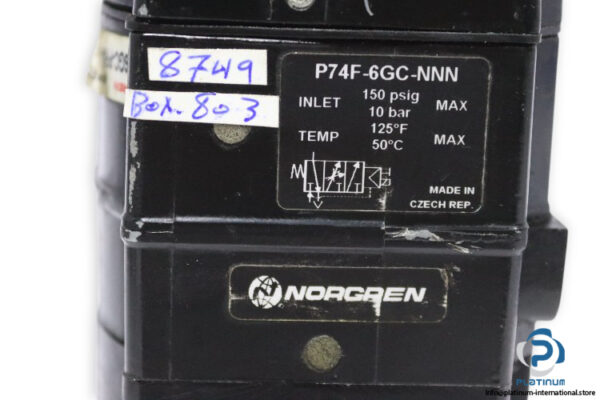 8749
Box. 803
P74F-6GC-NNN
INLET 150 psig 10 bar MAX
TEMP 125°F 50°C MAX
MADE IN
CZECH REP.
NORGREN
PLATINUM
info@platinum-international.store